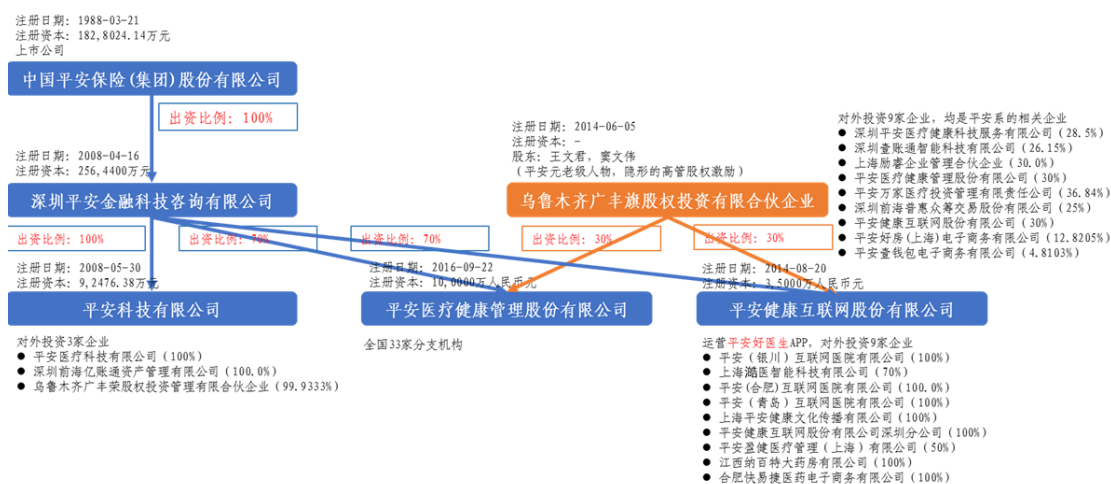 注册日期: 1988-03-21
注册资本: 182,8024.14万元
上市公司
中国平安保险(集团)股份有限公司
出资比例: 100%
注册日期: 2008-04-16
注册资本: 256,4400万元
深圳平安金融科技咨询有限公司
注册日期: 2014-06-05
注册资本: -
股东: 王文君, 窦文伟
(平安元老级人物, 隐形的高管股权激励)
乌鲁木齐广丰旗股权投资有限合伙企业
对外投资9家企业, 均是平安系的相关企业
● 深圳平安医疗健康科技服务有限公司(28.5%)
● 深圳壹账通智能科技有限公司(26.15%)
● 上海励睿企业管理合伙企业(30.0%)
● 平安医疗健康管理股份有限公司(30%)
● 平安万家医疗投资管理有限责任公司(36.84%)
● 深圳前海普惠众筹交易股份有限公司(25%)
● 平安健康互联网股份有限公司(30%)
● 平安好房(上海)电子商务有限公司(12.8205%)
● 平安壹钱包电子商务有限公司(4.8103%)
出资比例: 100%
出资比例: 70%
出资比例: 70%
出资比例: 30%
出资比例: 30%
注册日期: 2008-05-30
注册资本: 9,2476.38万元
平安科技有限公司
对外投资3家企业
● 平安医疗科技有限公司(100%)
● 深圳前海亿账通资产管理有限公司(100.0%)
● 乌鲁木齐广丰荣股权投资管理有限合伙企业(99.9333%)
注册日期: 2016-09-22
注册资本: 10,0000万人民币元
平安医疗健康管理股份有限公司
全国33家分支机构
注册日期: 2014-08-20
注册资本: 3,5000万人民币元
平安健康互联网股份有限公司
运营平安好医生APP, 对外投资9家企业
● 平安(银川)互联网医院有限公司(100%)
● 上海澔医智能科技有限公司(70%)
● 平安(合肥)互联网医院有限公司(100.0%)
● 平安(青岛)互联网医院有限公司(100%)
● 上海平安健康文化传播有限公司(100%)
● 平安健康互联网股份有限公司深圳分公司(100%)
● 平安盈健医疗管理(上海)有限公司(50%)
● 江西纳百特大药房有限公司(100%)
● 合肥快易捷医药电子商务有限公司(100%)